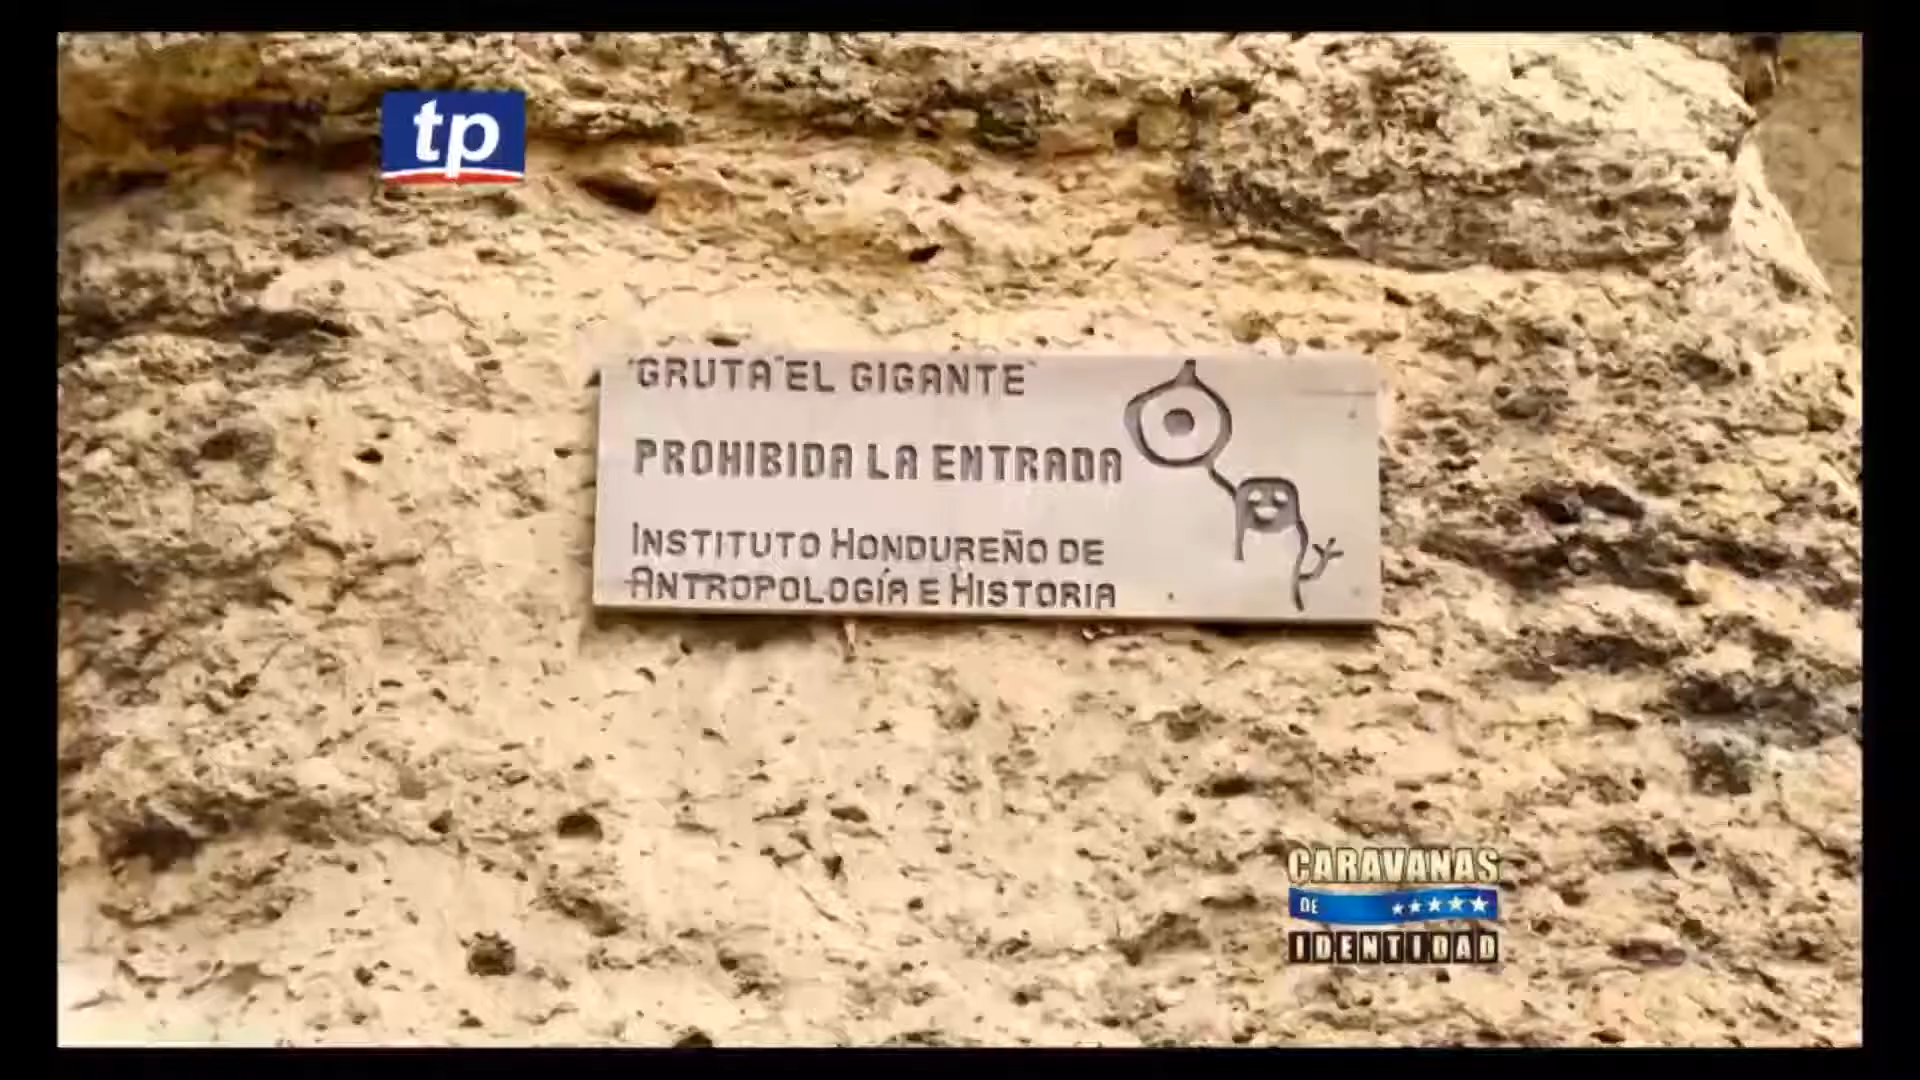 tp
"GRUTA"EL GIGANTE"
PROHIBIDA LA ENTRADA
INSTITUTO HONDUREÑO DE
ANTROPOLOGÍA E HISTORIA
CARAVANAS
DE
IDENTIDAD